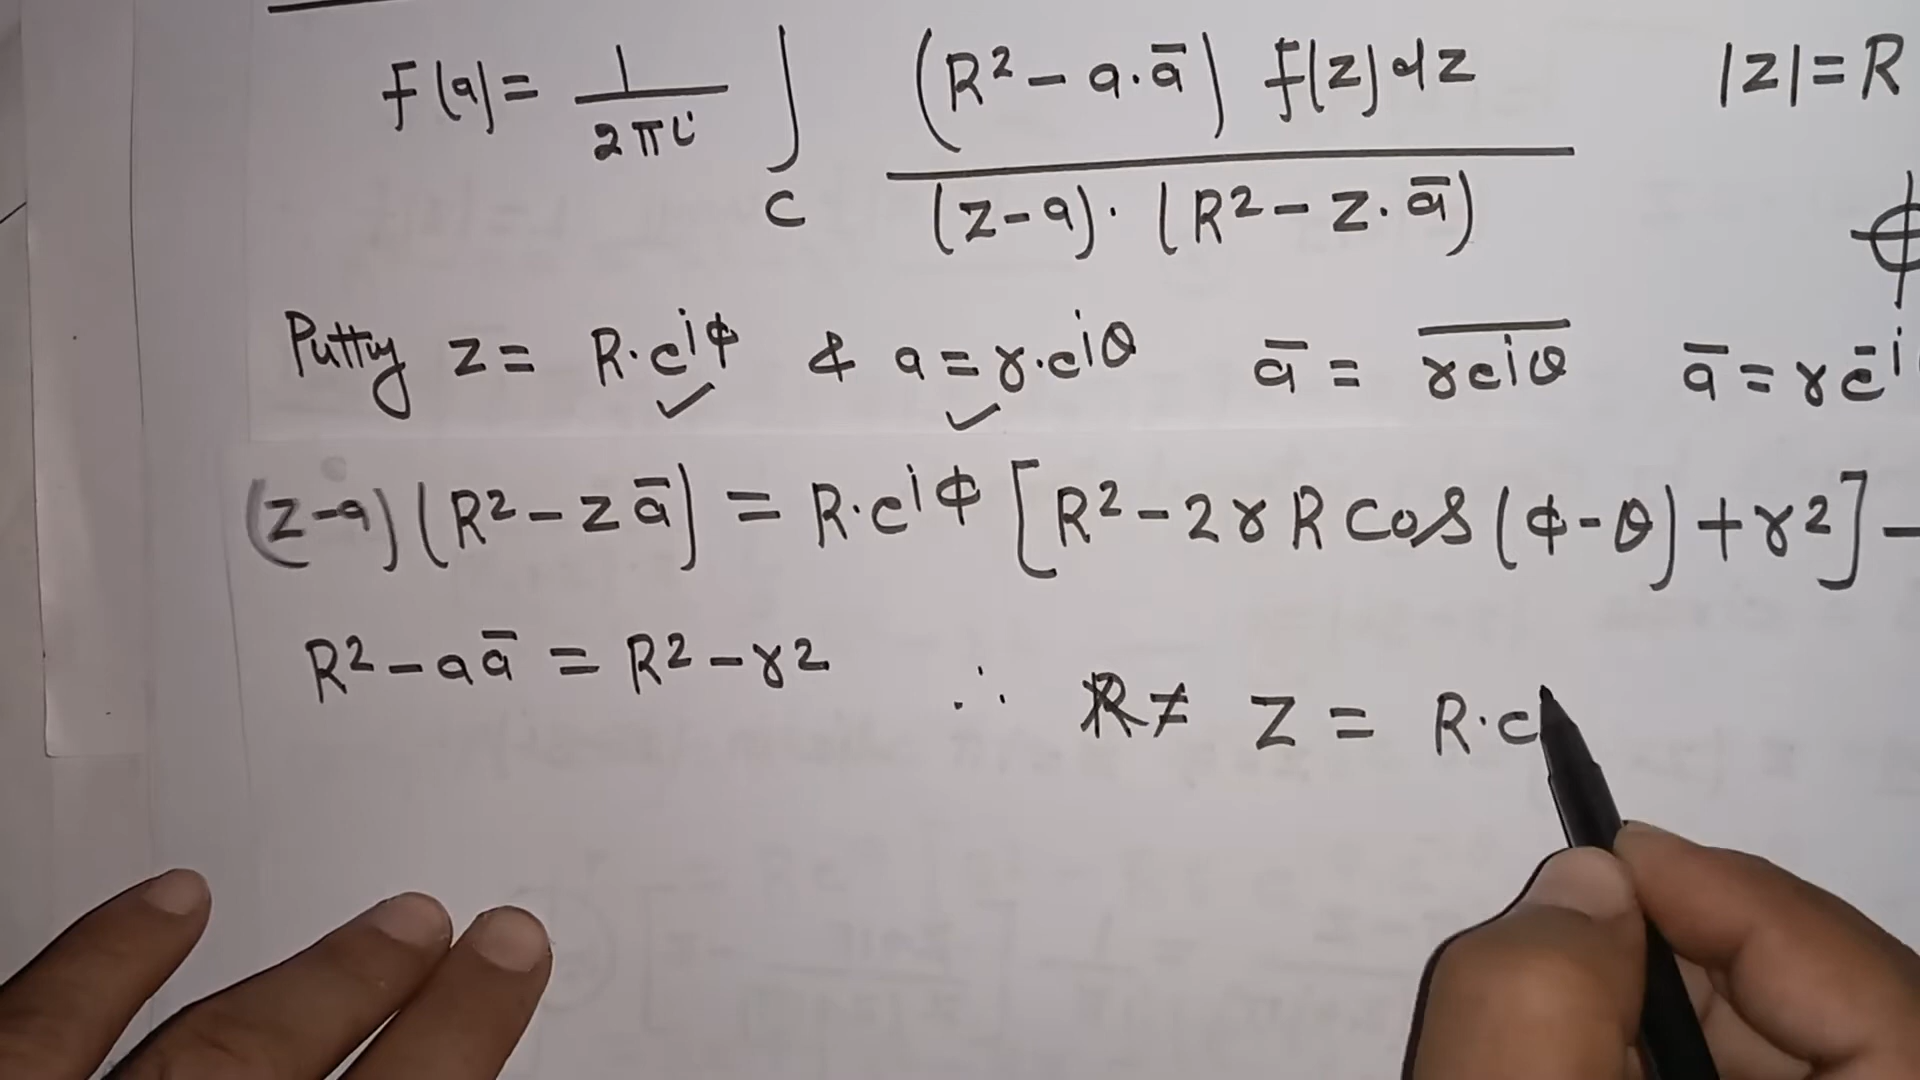 F(a) = 1/2πi ∫_C (R² - a.ā) f(z) dz / (z-a).(R² - z.ā) |z| = R
Putting z = R.e^iφ & a = r.e^iθ ā = \overline{re^iθ} ā = re^-i
(z-a)(R² - zā) = R.e^iφ [R² - 2rR cos(φ-θ) + r²] -
R² - aā = R² - r² ∴ z = R.e